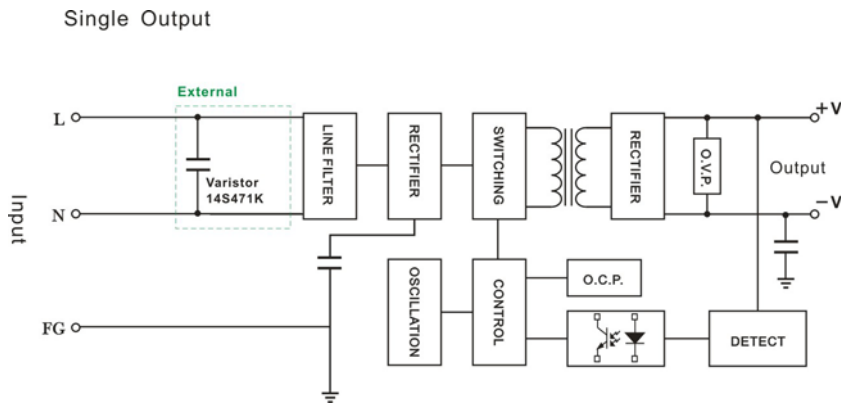 Single Output
External
L
N
FG
Input
Varistor
14S471K
LINE FILTER
RECTIFIER
SWITCHING
RECTIFIER
O.V.P.
+V
Output
−V
OSCILLATION
CONTROL
O.C.P.
DETECT